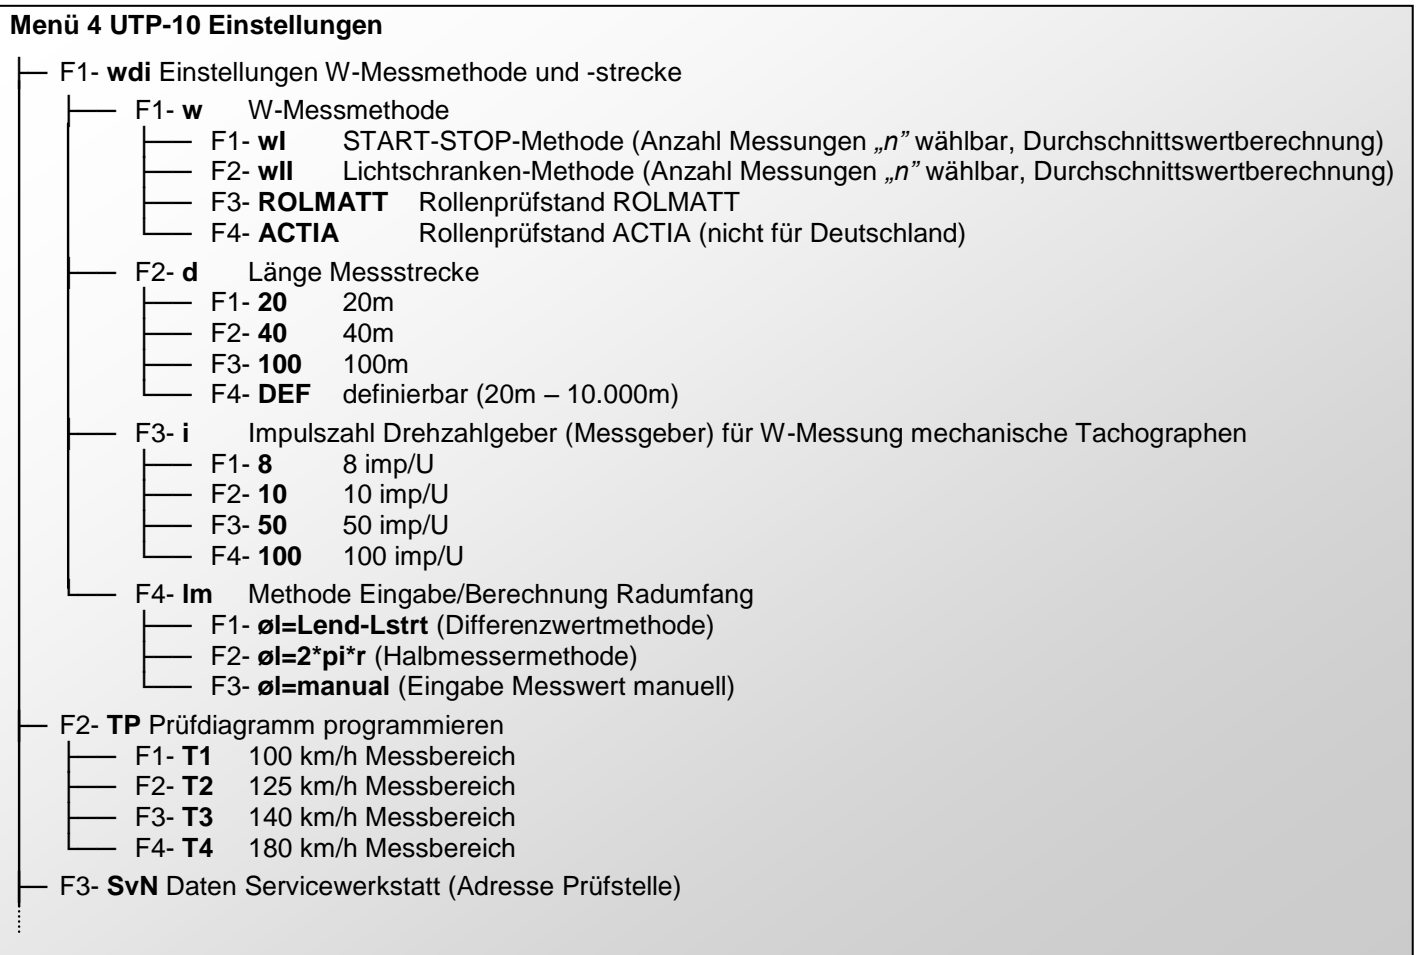 Menü 4 UTP-10 Einstellungen
F1- wdi Einstellungen W-Messmethode und -strecke
F1- w W-Messmethode
F1- wI START-STOP-Methode (Anzahl Messungen „n” wählbar, Durchschnittswertberechnung)
F2- wII Lichtschranken-Methode (Anzahl Messungen „n” wählbar, Durchschnittswertberechnung)
F3- ROLMATT Rollenprüfstand ROLMATT
F4- ACTIA Rollenprüfstand ACTIA (nicht für Deutschland)
F2- d Länge Messstrecke
F1- 20 20m
F2- 40 40m
F3- 100 100m
F4- DEF definierbar (20m – 10.000m)
F3- i Impulszahl Drehzahlgeber (Messgeber) für W-Messung mechanische Tachographen
F1- 8 8 imp/U
F2- 10 10 imp/U
F3- 50 50 imp/U
F4- 100 100 imp/U
F4- lm Methode Eingabe/Berechnung Radumfang
F1- øl=Lend-Lstrt (Differenzwertmethode)
F2- øl=2*pi*r (Halbmessermethode)
F3- øl=manual (Eingabe Messwert manuell)
F2- TP Prüfdiagramm programmieren
F1- T1 100 km/h Messbereich
F2- T2 125 km/h Messbereich
F3- T3 140 km/h Messbereich
F4- T4 180 km/h Messbereich
F3- SvN Daten Servicewerkstatt (Adresse Prüfstelle)